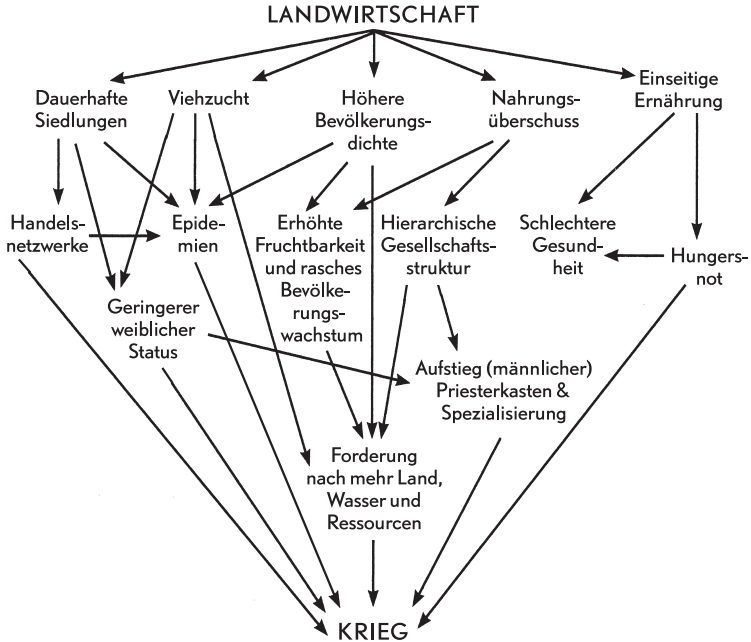 LANDWIRTSCHAFT
Dauerhafte
Siedlungen
Viehzucht
Höhere
Bevölkerungs-
dichte
Nahrungs-
überschuss
Einseitige
Ernährung
Handels-
netzwerke
Epide-
mien
Erhöhte
Fruchtbarkeit
und rasches
Bevölke-
rungs-
wachstum
Hierarchische
Gesellschafts-
struktur
Schlechtere
Gesund-
heit
Hungers-
not
Geringerer
weiblicher
Status
Aufstieg (männlicher)
Priesterkasten &
Spezialisierung
Forderung
nach mehr Land,
Wasser und
Ressourcen
KRIEG